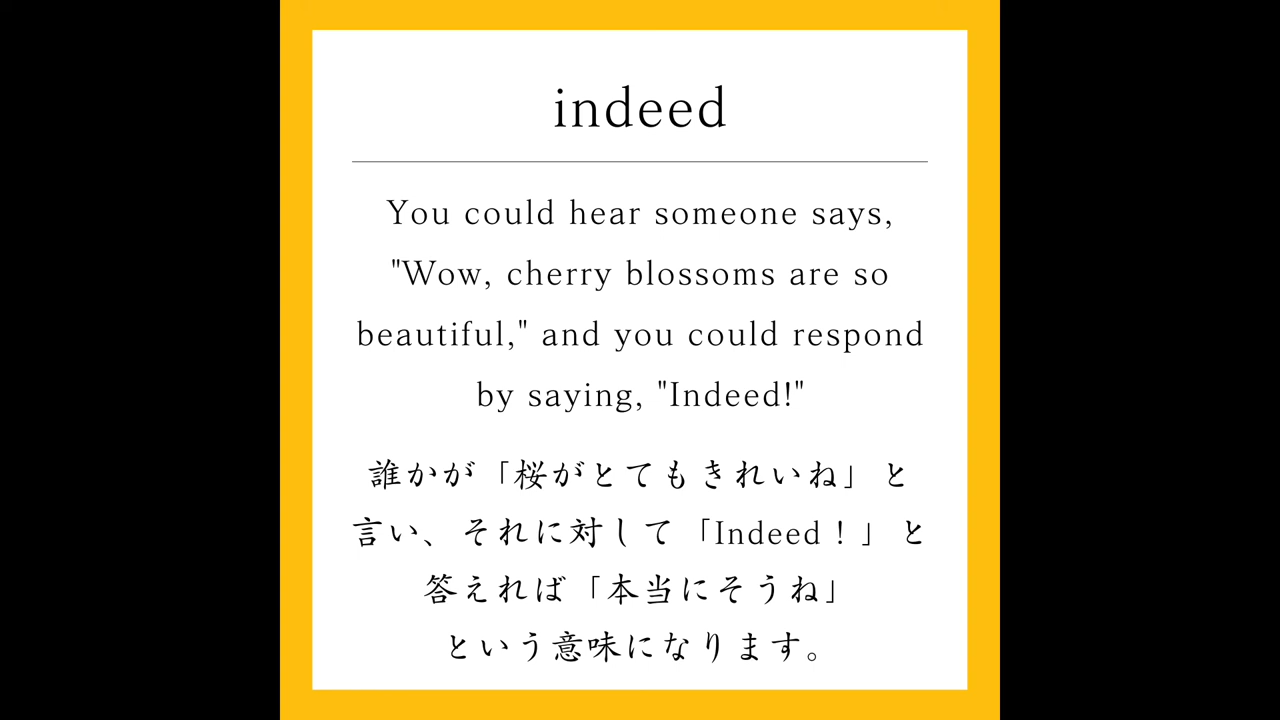 indeed
You could hear someone says,
"Wow, cherry blossoms are so
beautiful," and you could respond
by saying, "Indeed!"
誰かが「桜がとてもきれいね」と
言い、それに対して「Indeed！」と
答えれば「本当にそうね」
という意味になります。